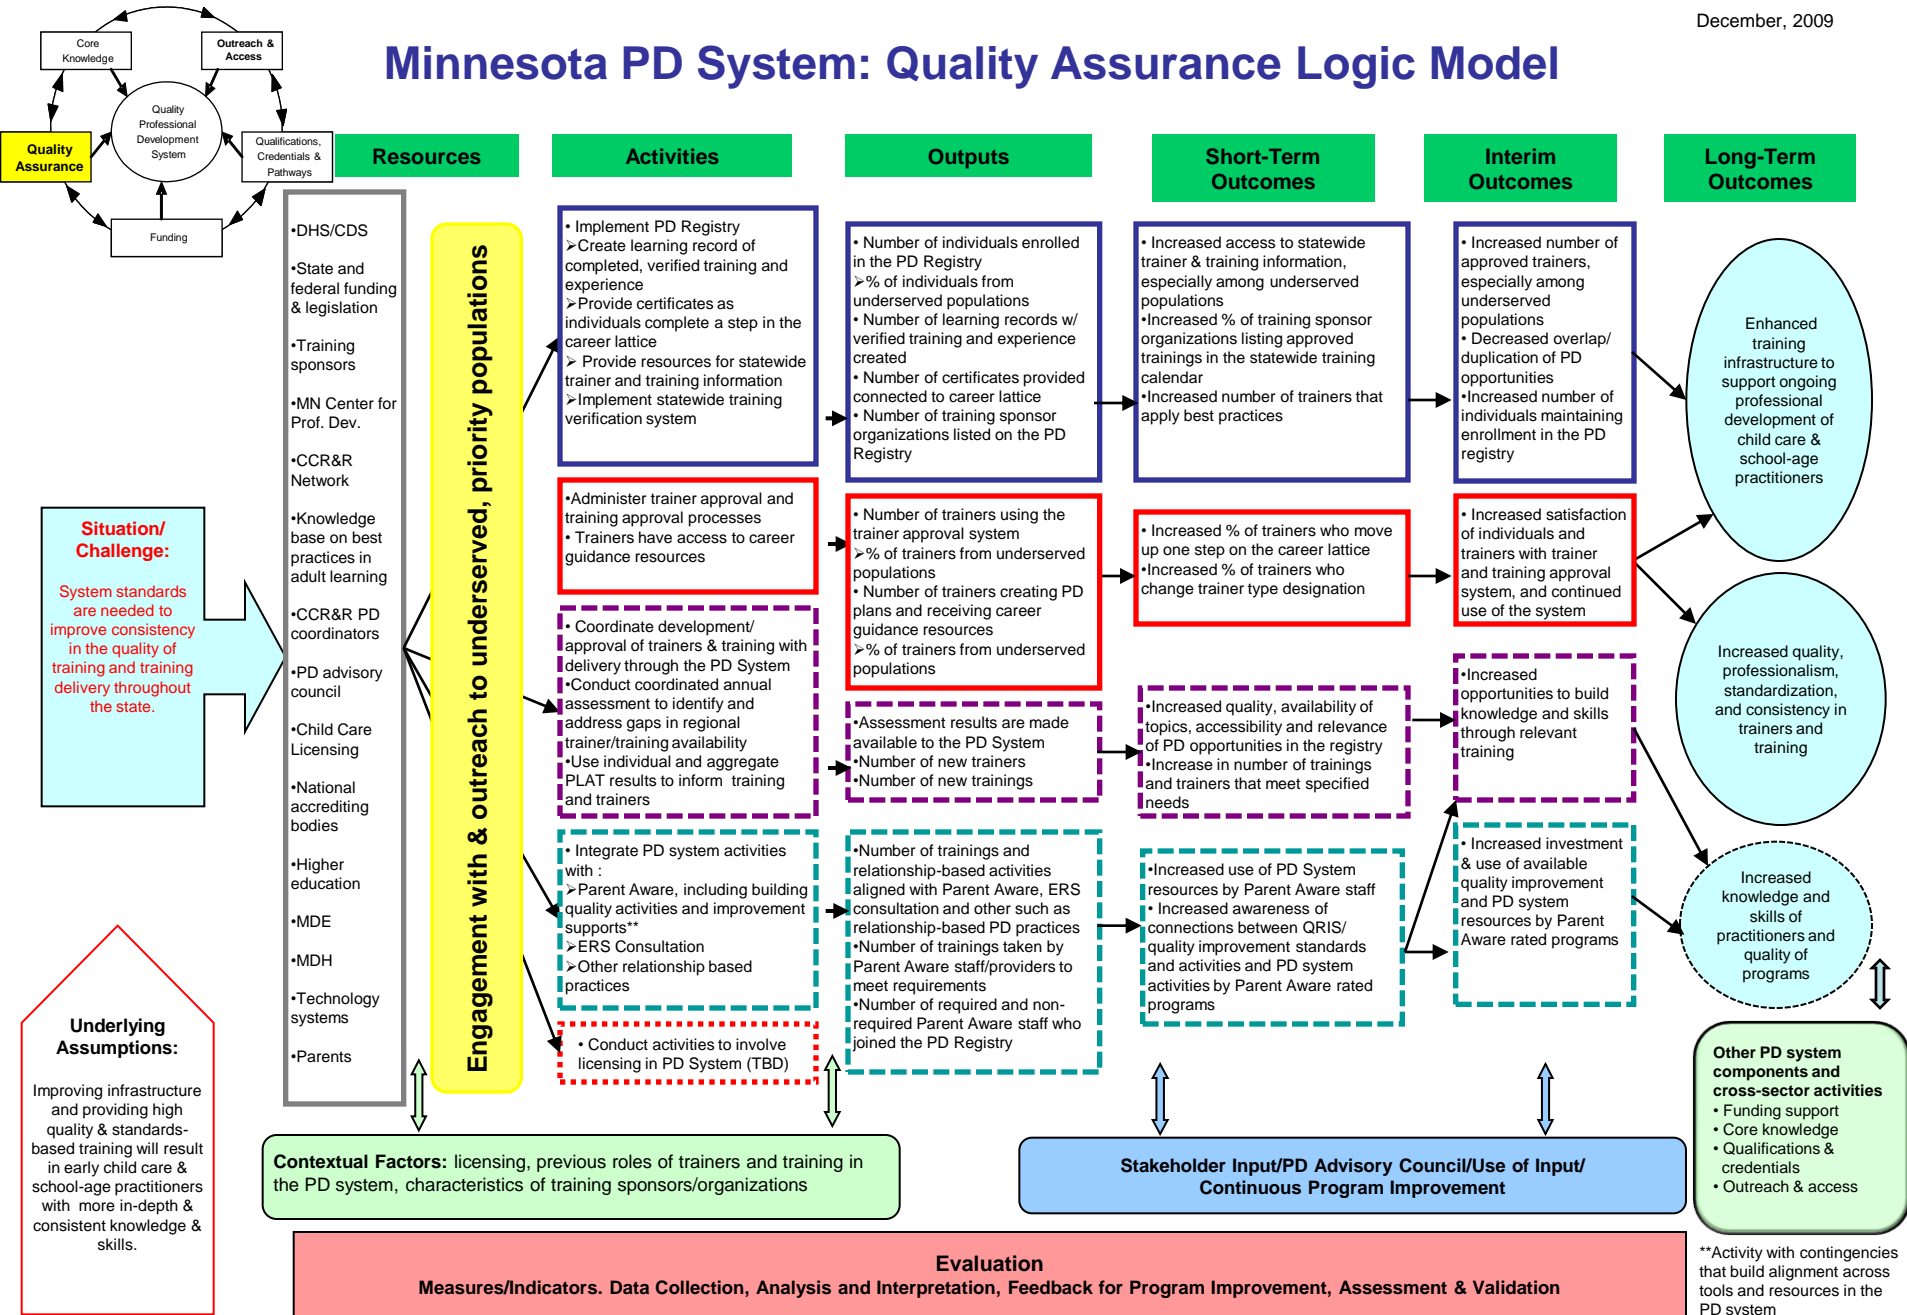 December, 2009
Minnesota PD System: Quality Assurance Logic Model
Core
Knowledge
Outreach &
Access
Quality
Professional
Development
System
Quality
Assurance
Qualifications,
Credentials &
Pathways
Funding
Resources
Activities
Outputs
Short-Term
Outcomes
Interim
Outcomes
Long-Term
Outcomes
Situation/
Challenge:
System standards
are needed to
improve consistency
in the quality of
training and training
delivery throughout
the state.
Underlying
Assumptions:
Improving infrastructure
and providing high
quality & standards-
based training will result
in early child care &
school-age practitioners
with more in-depth &
consistent knowledge &
skills.
•DHS/CDS
•State and
federal funding
& legislation
•Training
sponsors
•MN Center for
Prof. Dev.
•CCR&R
Network
•Knowledge
base on best
practices in
adult learning
•CCR&R PD
coordinators
•PD advisory
council
•Child Care
Licensing
•National
accrediting
bodies
•Higher
education
•MDE
•MDH
•Technology
systems
•Parents
Engagement with & outreach to underserved, priority populations
• Implement PD Registry
➢Create learning record of
completed, verified training and
experience
➢Provide certificates as
individuals complete a step in the
career lattice
➢ Provide resources for statewide
trainer and training information
➢Implement statewide training
verification system
•Administer trainer approval and
training approval processes
• Trainers have access to career
guidance resources
• Coordinate development/
approval of trainers & training with
delivery through the PD System
•Conduct coordinated annual
assessment to identify and
address gaps in regional
trainer/training availability
•Use individual and aggregate
PLAT results to inform training
and trainers
• Integrate PD system activities
with :
➢Parent Aware, including building
quality activities and improvement
supports**
➢ERS Consultation
➢Other relationship based
practices
• Conduct activities to involve
licensing in PD System (TBD)
• Number of individuals enrolled
in the PD Registry
➢% of individuals from
underserved populations
• Number of learning records w/
verified training and experience
created
• Number of certificates provided
connected to career lattice
• Number of training sponsor
organizations listed on the PD
Registry
• Number of trainers using the
trainer approval system
➢% of trainers from underserved
populations
• Number of trainers creating PD
plans and receiving career
guidance resources
➢% of trainers from underserved
populations
•Assessment results are made
available to the PD System
•Number of new trainers
•Number of new trainings
•Number of trainings and
relationship-based activities
aligned with Parent Aware, ERS
consultation and other such as
relationship-based PD practices
•Number of trainings taken by
Parent Aware staff/providers to
meet requirements
•Number of required and non-
required Parent Aware staff who
joined the PD Registry
• Increased access to statewide
trainer & training information,
especially among underserved
populations
•Increased % of training sponsor
organizations listing approved
trainings in the statewide training
calendar
•Increased number of trainers that
apply best practices
• Increased % of trainers who move
up one step on the career lattice
•Increased % of trainers who
change trainer type designation
•Increased quality, availability of
topics, accessibility and relevance
of PD opportunities in the registry
•Increase in number of trainings
and trainers that meet specified
needs
•Increased use of PD System
resources by Parent Aware staff
• Increased awareness of
connections between QRIS/
quality improvement standards
and activities and PD system
activities by Parent Aware rated
programs
• Increased number of
approved trainers,
especially among
underserved
populations
• Decreased overlap/
duplication of PD
opportunities
•Increased number of
individuals maintaining
enrollment in the PD
registry
• Increased satisfaction
of individuals and
trainers with trainer
and training approval
system, and continued
use of the system
•Increased
opportunities to build
knowledge and skills
through relevant
training
• Increased investment
& use of available
quality improvement
and PD system
resources by Parent
Aware rated programs
Enhanced
training
infrastructure to
support ongoing
professional
development of
child care &
school-age
practitioners
Increased quality,
professionalism,
standardization,
and consistency in
trainers and
training
Increased
knowledge and
skills of
practitioners and
quality of
programs
Contextual Factors: licensing, previous roles of trainers and training in
the PD system, characteristics of training sponsors/organizations
Stakeholder Input/PD Advisory Council/Use of Input/
Continuous Program Improvement
Other PD system
components and
cross-sector activities
• Funding support
• Core knowledge
• Qualifications &
credentials
• Outreach & access
Evaluation
Measures/Indicators. Data Collection, Analysis and Interpretation, Feedback for Program Improvement, Assessment & Validation
**Activity with contingencies
that build alignment across
tools and resources in the
PD system